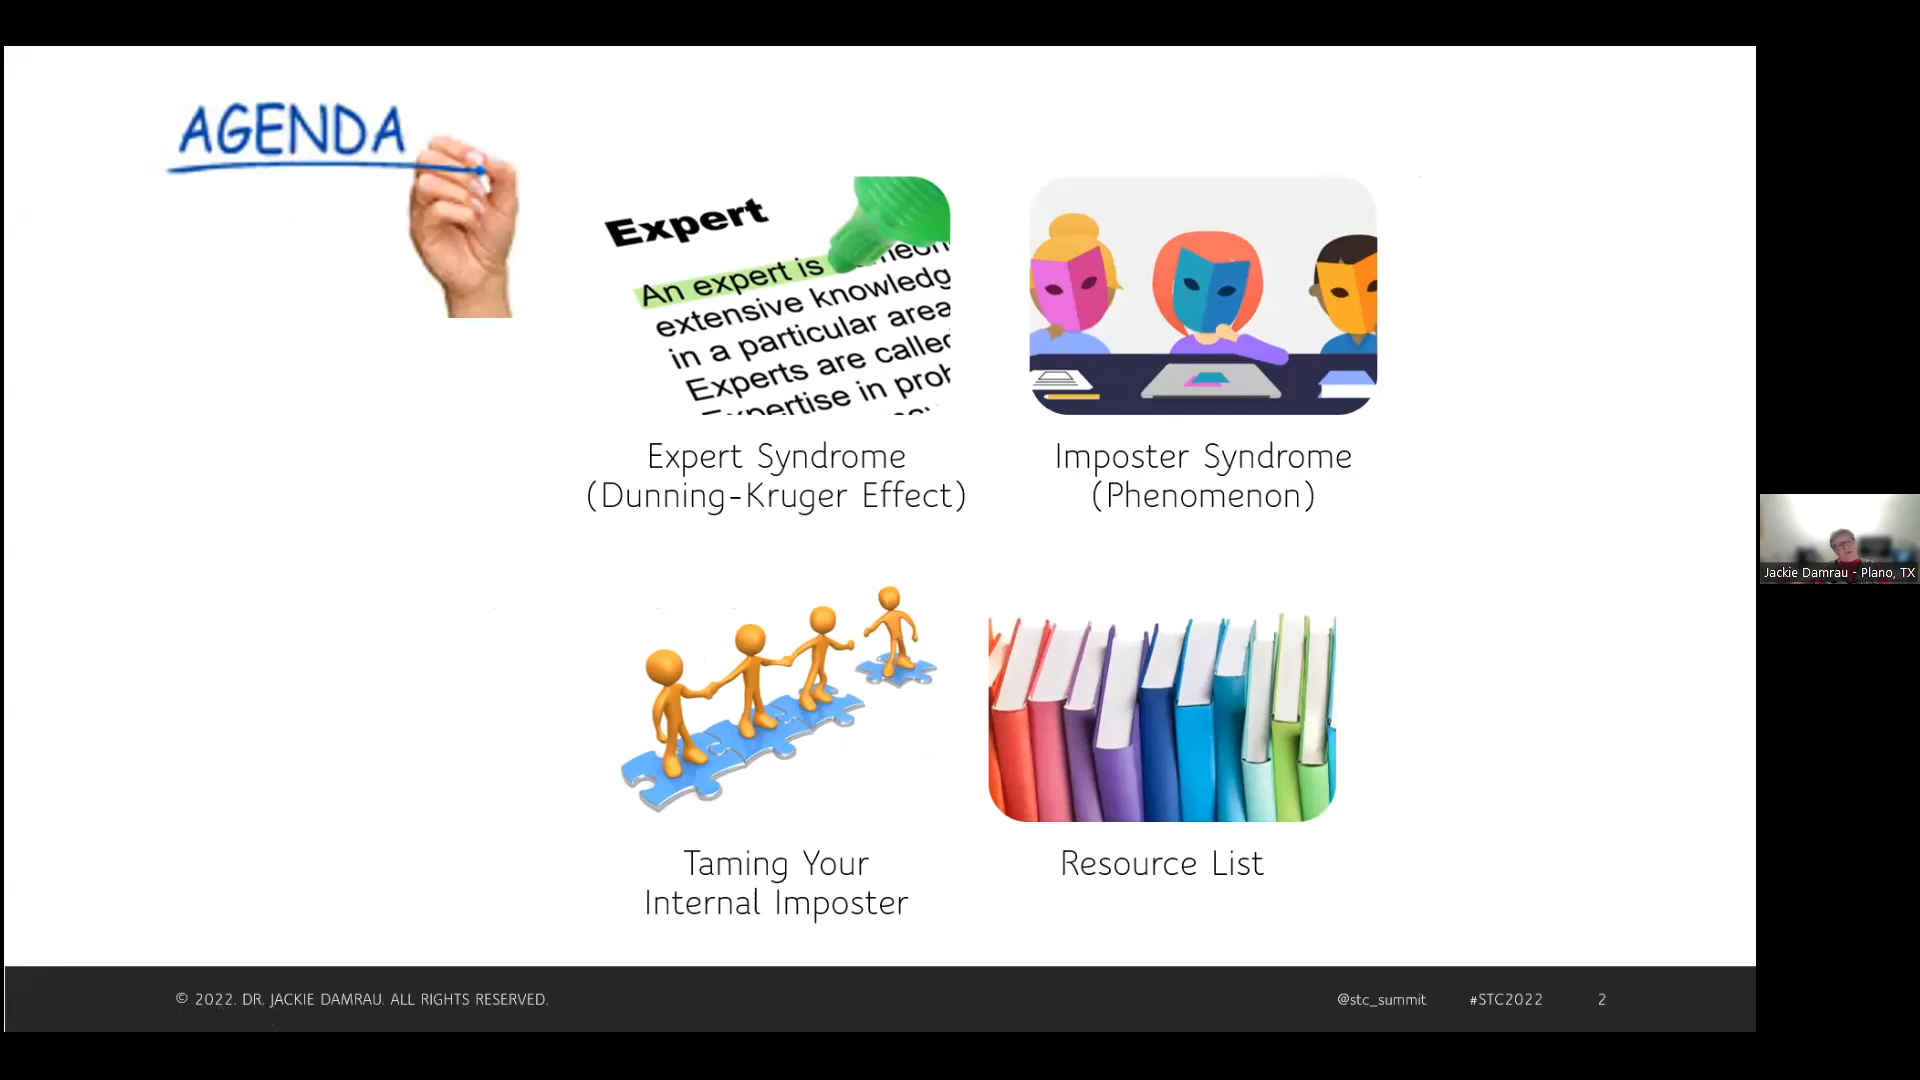 AGENDA
Expert
An expert is
extensive knowledg
in a particular area
Experts are called
Expertise in prob
Expert Syndrome
(Dunning-Kruger Effect)
Imposter Syndrome
(Phenomenon)
Taming Your
Internal Imposter
Resource List
Jackie Damrau - Plano, TX
© 2022. DR. JACKIE DAMRAU. ALL RIGHTS RESERVED.
@stc_summit
#STC2022
2